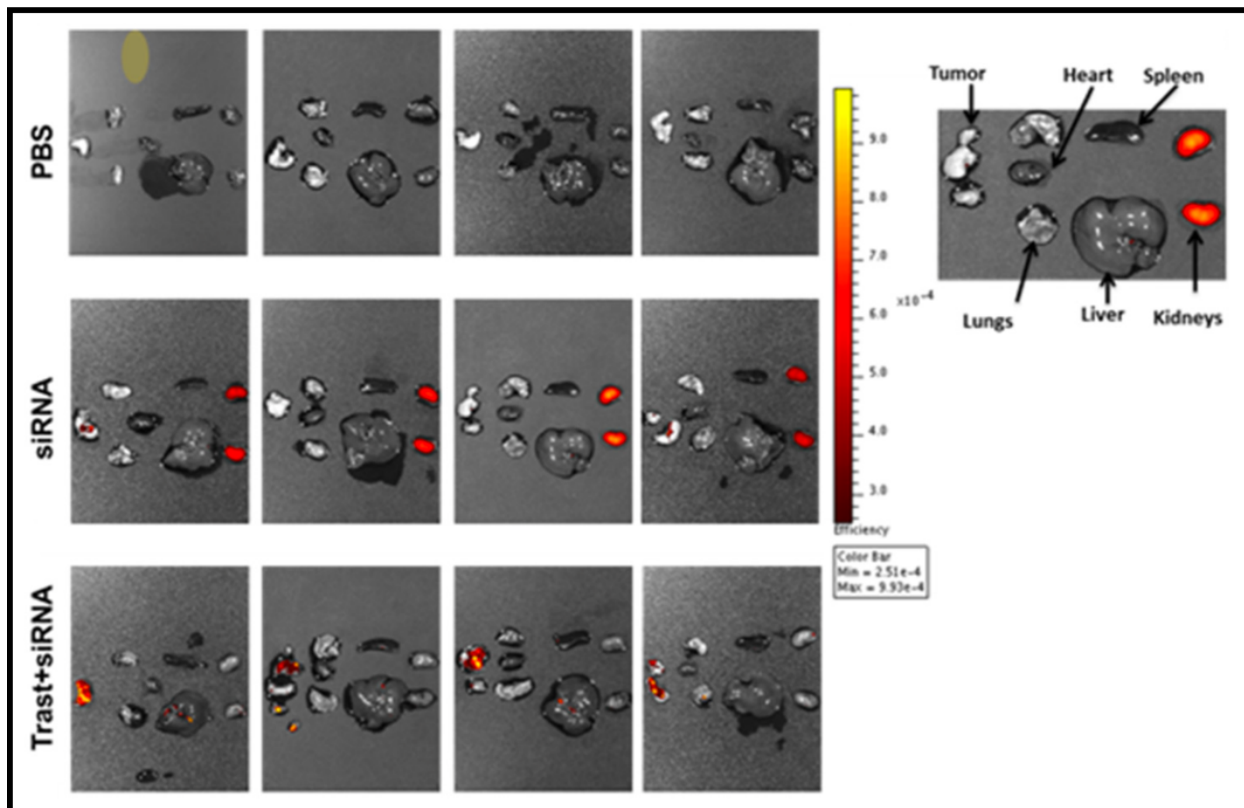 PBS
siRNA
Trast+siRNA
9.0
8.0
7.0
6.0
x10⁻⁴
5.0
4.0
3.0
Efficiency
Color Bar
Min = 2.51e-4
Max = 9.93e-4
Tumor
Heart
Spleen
Lungs
Liver
Kidneys